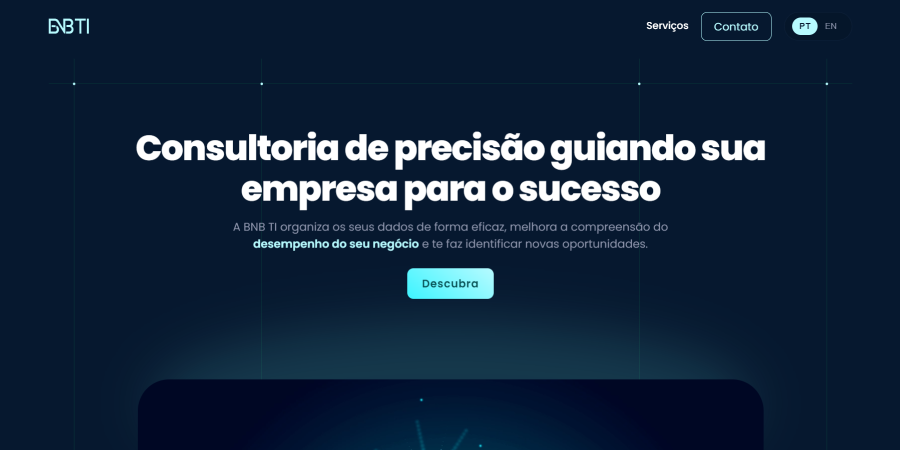 BNBTI
Serviços
Contato
PT
EN
Consultoria de precisão guiando sua
empresa para o sucesso
A BNB TI organiza os seus dados de forma eficaz, melhora a compreensão do
desempenho do seu negócio e te faz identificar novas oportunidades.
Descubra